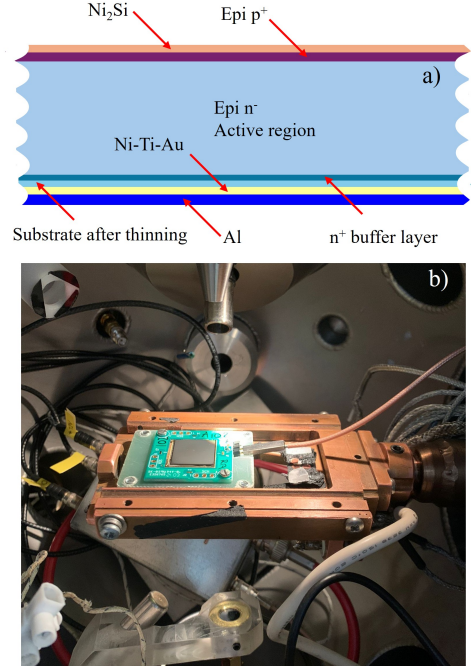 Ni₂Si
Epi p⁺
a)
Epi n⁻
Active region
Ni-Ti-Au
Substrate after thinning
Al
n⁺ buffer layer
b)